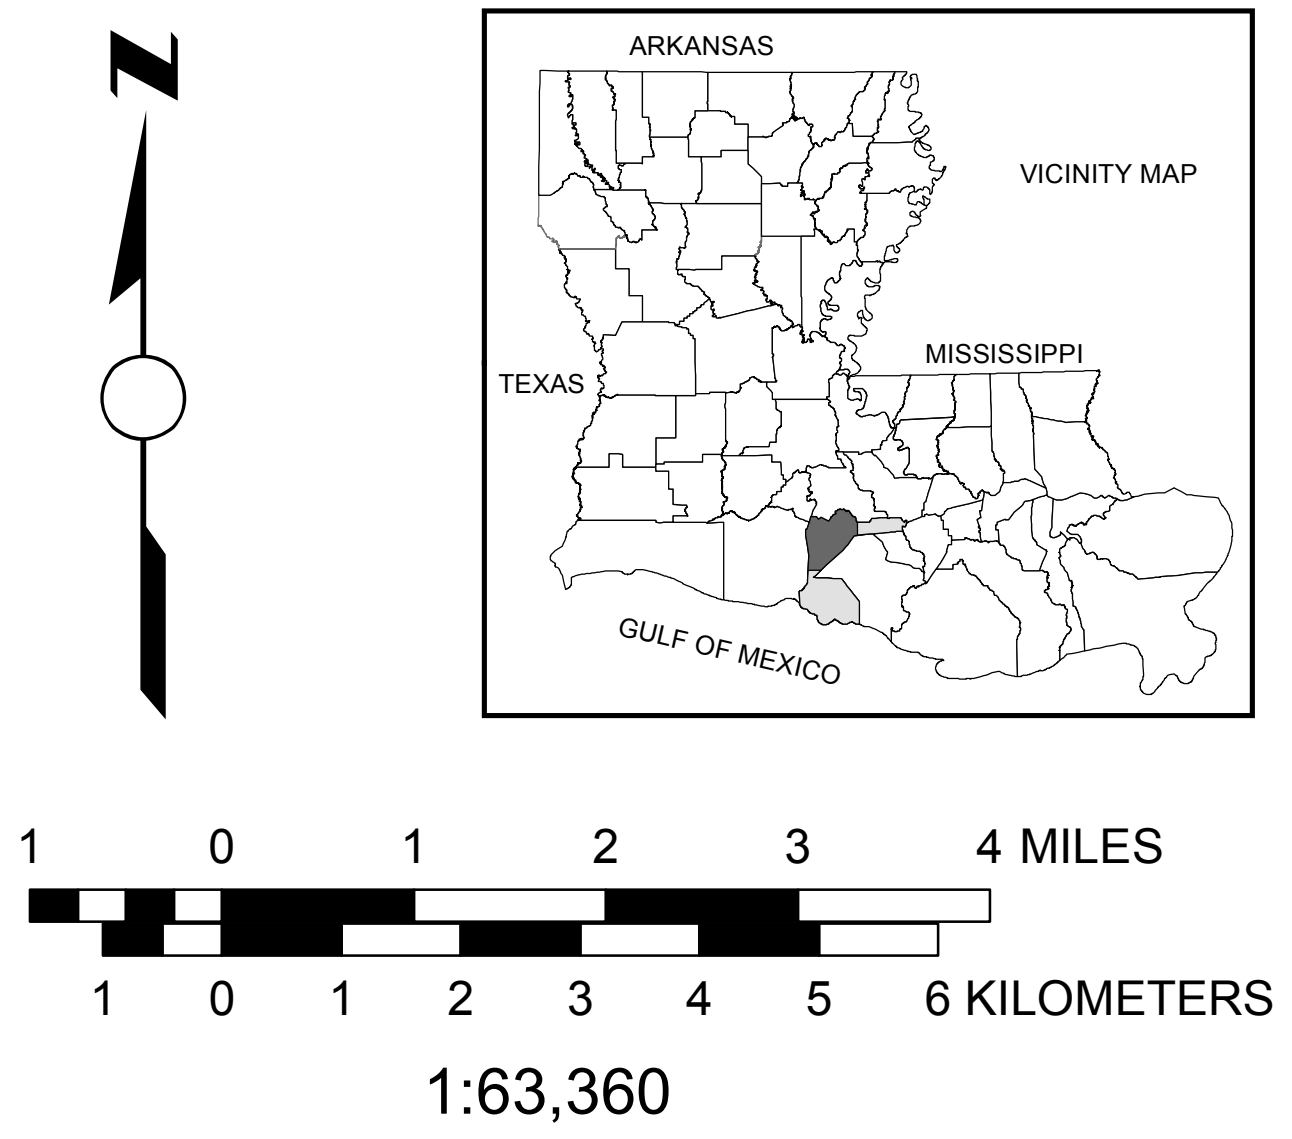 N
ARKANSAS
VICINITY MAP
MISSISSIPPI
TEXAS
GULF OF MEXICO
1 0 1 2 3 4 MILES
1 0 1 2 3 4 5 6 KILOMETERS
1:63,360